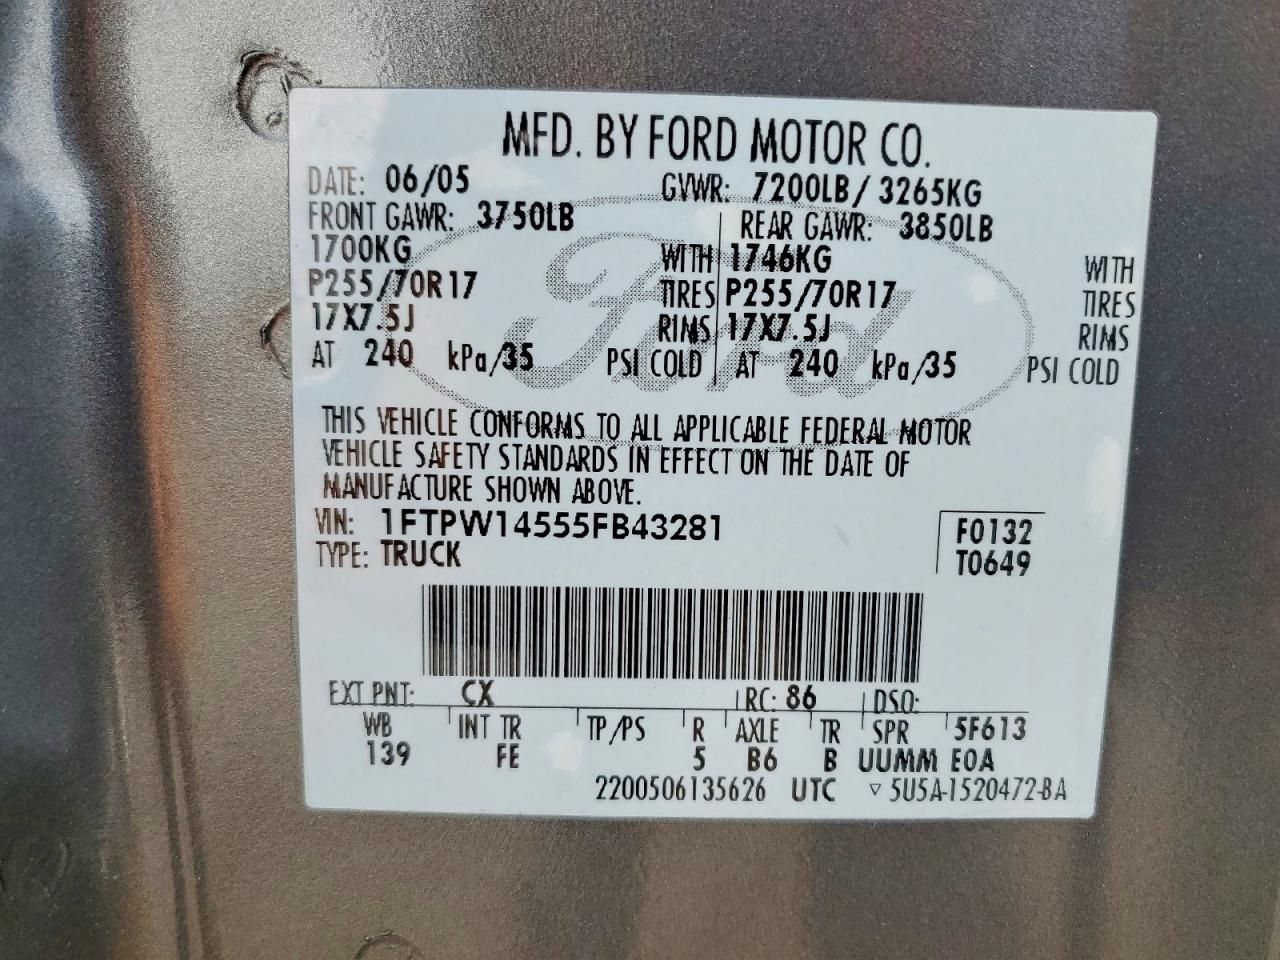 MFD. BY FORD MOTOR CO.
DATE: 06/05 GVWR: 7200LB/ 3265KG
FRONT GAWR: 3750LB REAR GAWR: 3850LB
1700KG WITH 1746KG WITH
P255/70R17 TIRES P255/70R17 TIRES
17X7.5J RIMS 17X7.5J RIMS
AT 240 kPa/35 PSI COLD AT 240 kPa/35 PSI COLD
Ford
THIS VEHICLE CONFORMS TO ALL APPLICABLE FEDERAL MOTOR
VEHICLE SAFETY STANDARDS IN EFFECT ON THE DATE OF
MANUFACTURE SHOWN ABOVE.
VIN: 1FTPW14555FB43281 F0132
TYPE: TRUCK T0649
EXT PNT: CX RC: 86 DSO:
WB INT TR TP/PS R AXLE TR SPR 5F613
139 FE 5 B6 B UUMM EOA
2200506135626 UTC ▽ 5U5A-1520472-BA